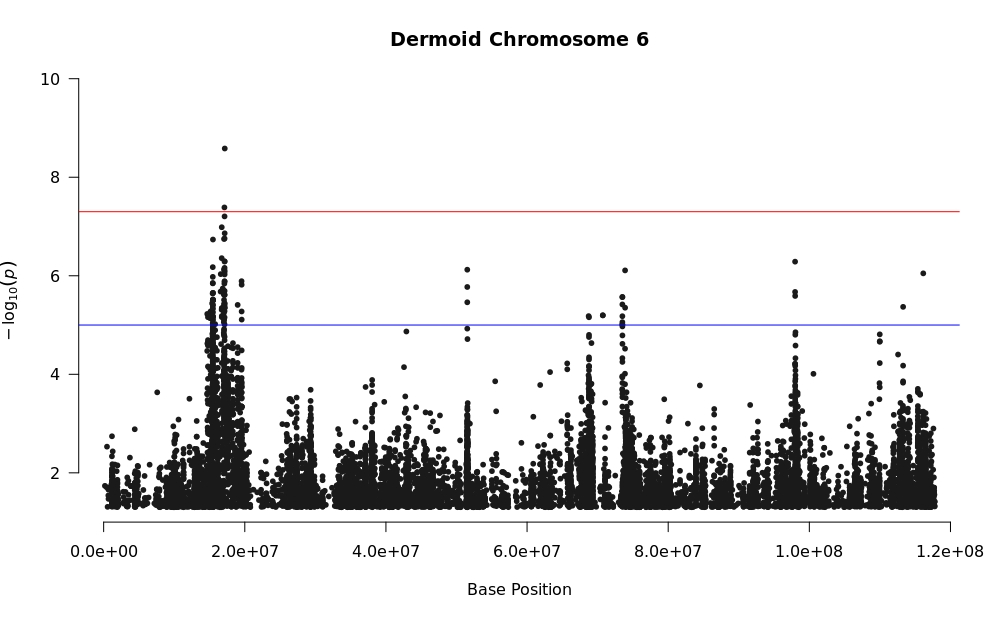 Dermoid Chromosome 6
10
8
6
4
2
− log₁₀(p)
0.0e+00 2.0e+07 4.0e+07 6.0e+07 8.0e+07 1.0e+08 1.2e+08
Base Position